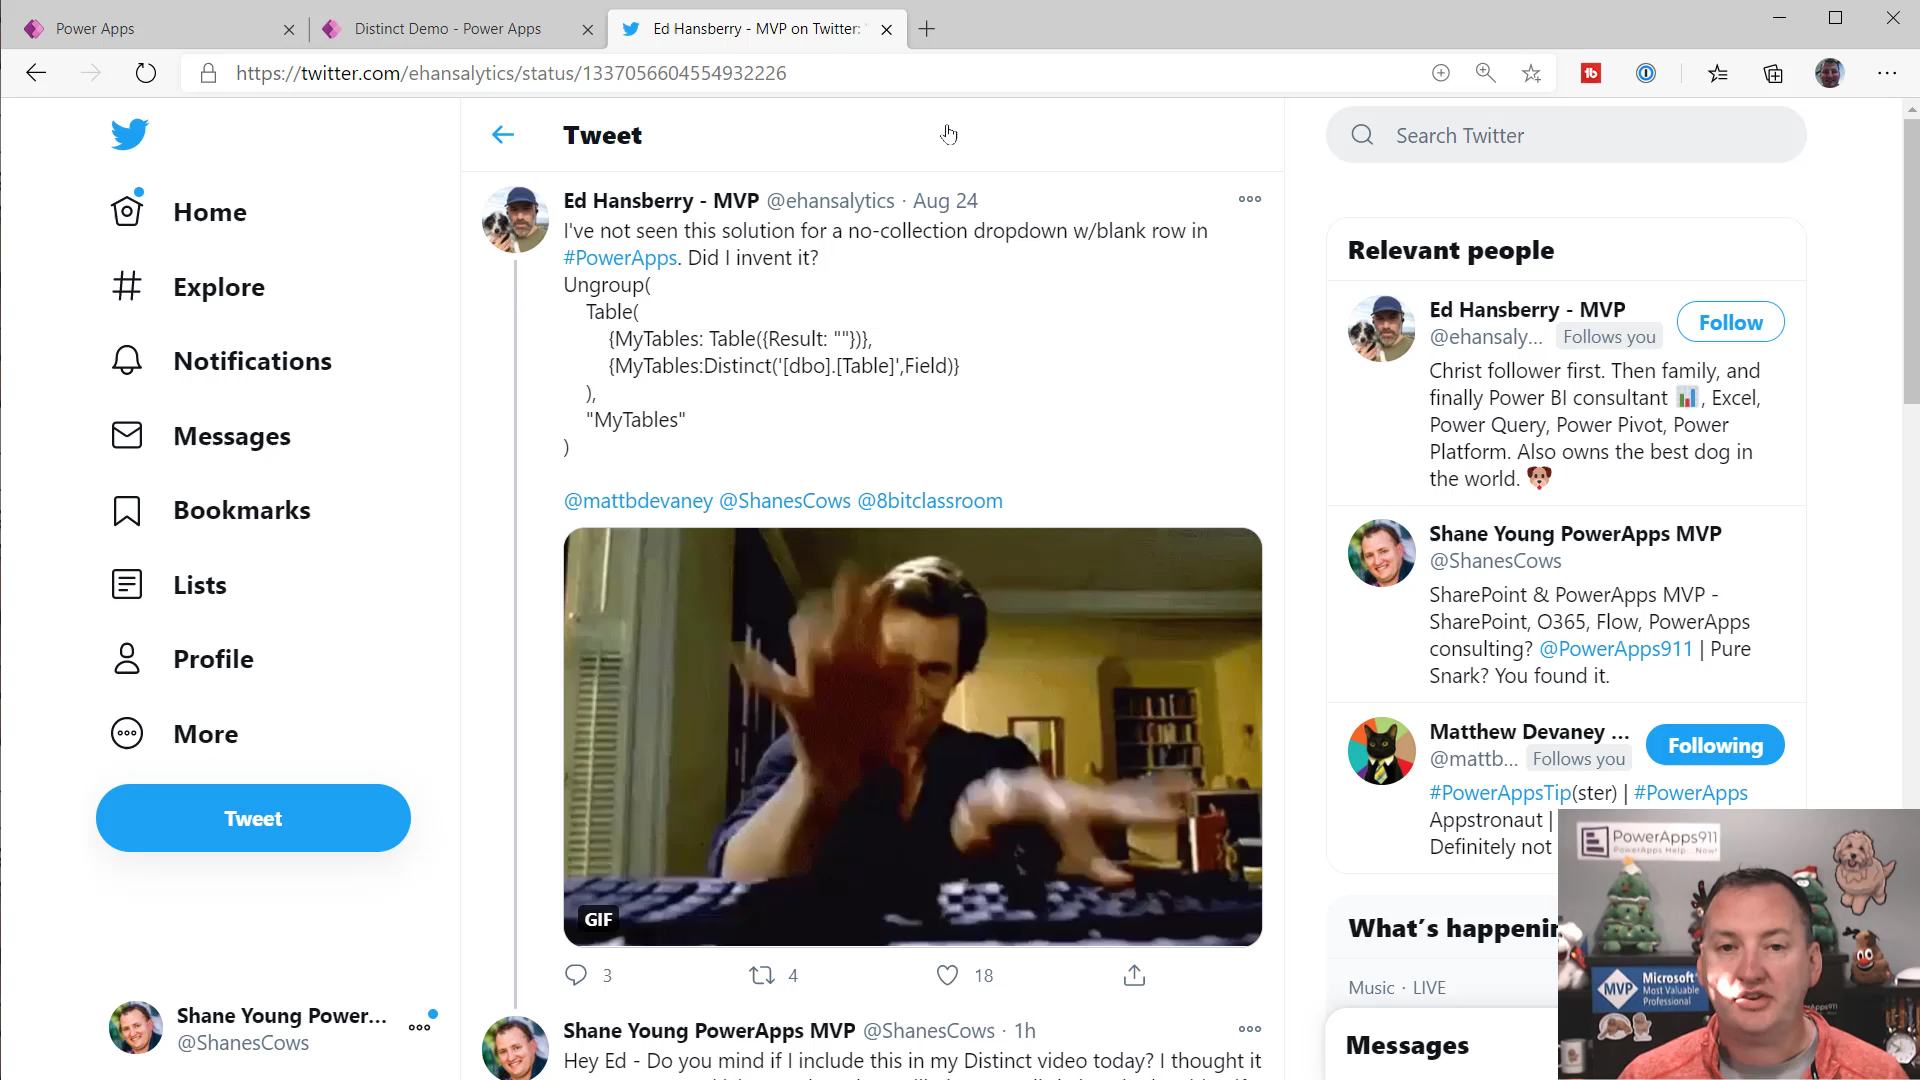 Power Apps
Distinct Demo - Power Apps
Ed Hansberry - MVP on Twitter:
https://twitter.com/ehansalytics/status/1337056604554932226
Tweet
Search Twitter
Home
Explore
Notifications
Messages
Bookmarks
Lists
Profile
More
Tweet
Shane Young Power...
@ShanesCows
Ed Hansberry - MVP @ehansalytics · Aug 24
I've not seen this solution for a no-collection dropdown w/blank row in
#PowerApps. Did I invent it?
Ungroup(
Table(
{MyTables: Table({Result: ""})},
{MyTables:Distinct('[dbo].[Table]',Field)}
),
"MyTables"
)
@mattbdevaney @ShanesCows @8bitclassroom
GIF
3
4
18
Shane Young PowerApps MVP @ShanesCows · 1h
Hey Ed - Do you mind if I include this in my Distinct video today? I thought it
Relevant people
Ed Hansberry - MVP
@ehansaly... Follows you
Follow
Christ follower first. Then family, and
finally Power BI consultant 📊, Excel,
Power Query, Power Pivot, Power
Platform. Also owns the best dog in
the world. 🐶
Shane Young PowerApps MVP
@ShanesCows
SharePoint & PowerApps MVP -
SharePoint, O365, Flow, PowerApps
consulting? @PowerApps911 | Pure
Snark? You found it.
Matthew Devaney ...
@mattb... Follows you
Following
#PowerAppsTip(ster) | #PowerApps
Appstronaut |
Definitely not
What's happenin
Music · LIVE
Messages
PowerApps911
PowerApps Help... Now!
MVP
Microsoft
Most Valuable
Professional